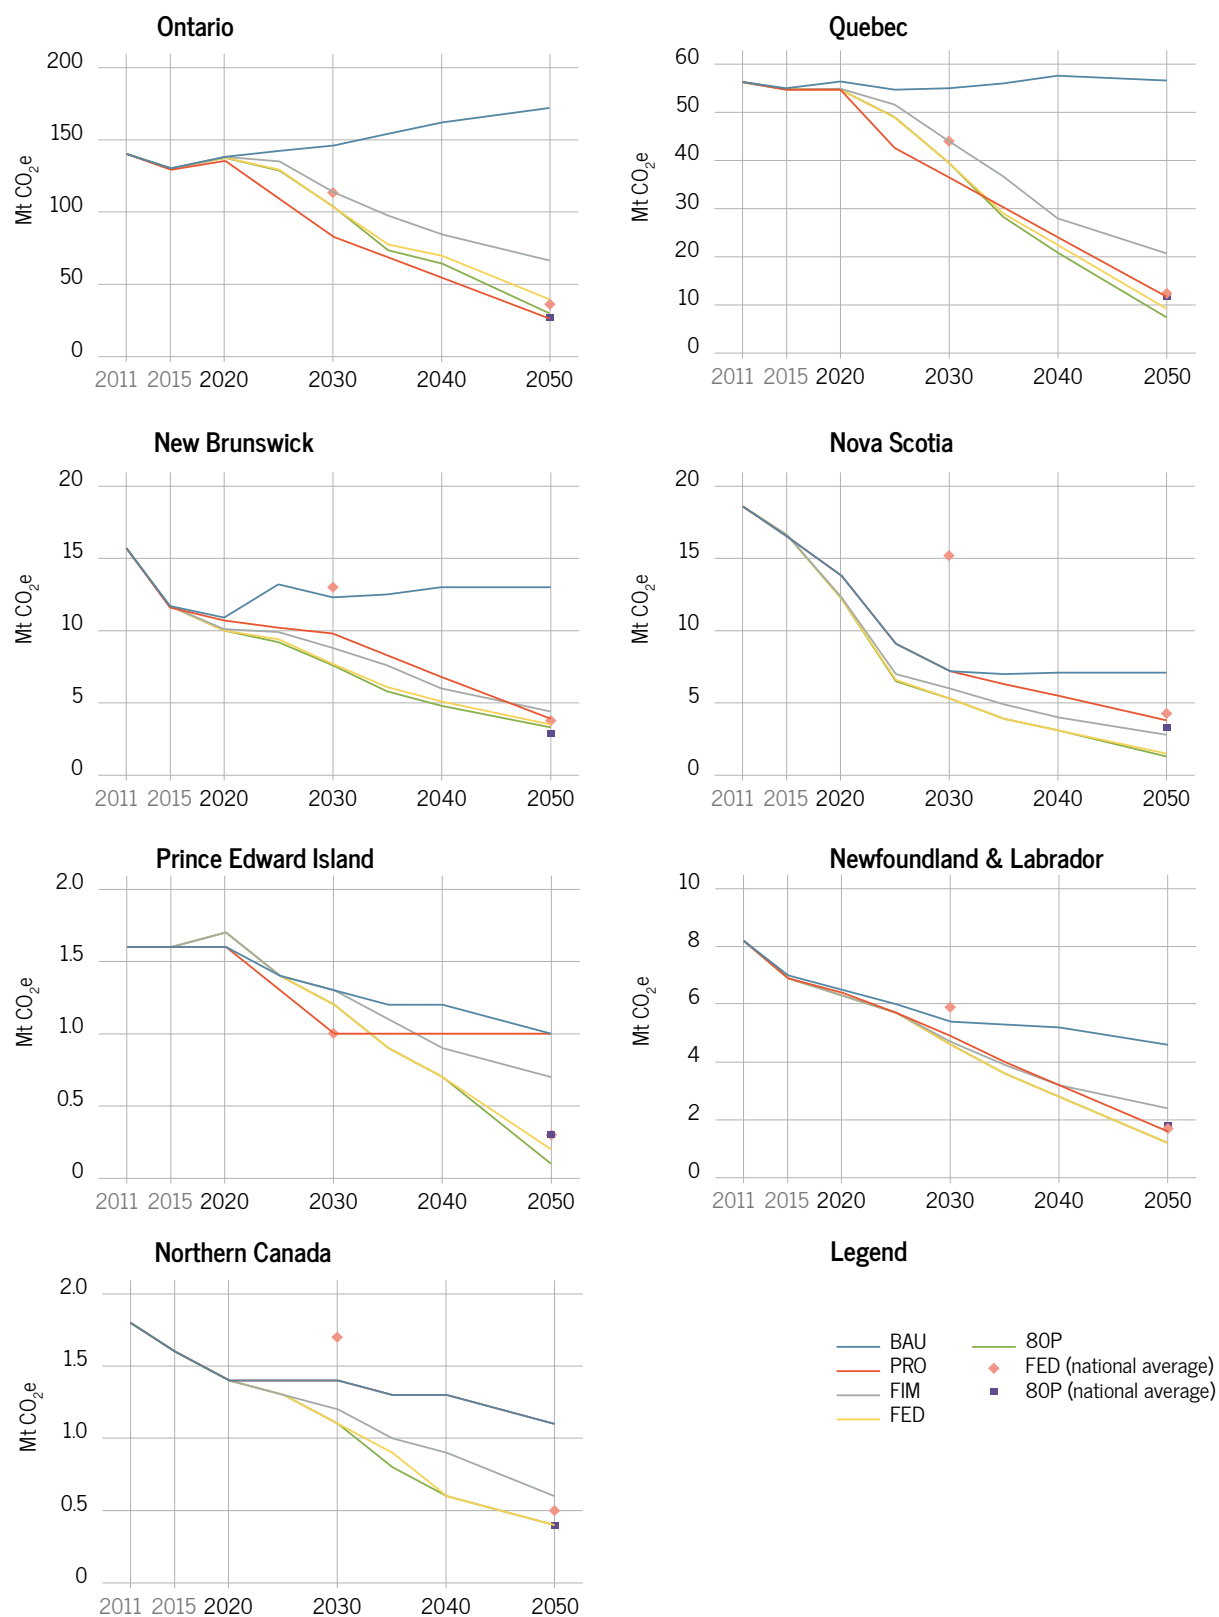 Ontario
200
150
100
50
0
Mt CO₂e
2011 2015 2020 2030 2040 2050
Quebec
60
50
40
30
20
10
0
Mt CO₂e
2011 2015 2020 2030 2040 2050
New Brunswick
20
15
10
5
0
Mt CO₂e
2011 2015 2020 2030 2040 2050
Nova Scotia
20
15
10
5
0
Mt CO₂e
2011 2015 2020 2030 2040 2050
Prince Edward Island
2.0
1.5
1.0
0.5
0
Mt CO₂e
2011 2015 2020 2030 2040 2050
Newfoundland & Labrador
10
8
6
4
2
0
Mt CO₂e
2011 2015 2020 2030 2040 2050
Northern Canada
2.0
1.5
1.0
0.5
0
Mt CO₂e
2011 2015 2020 2030 2040 2050
Legend
BAU
PRO
FIM
FED
80P
FED (national average)
80P (national average)